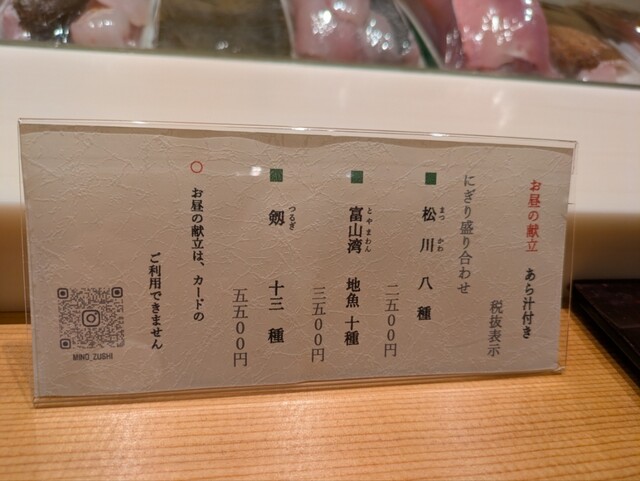 お昼の献立 あら汁付き
税抜表示
にぎり盛り合わせ
まつ かわ
松川 八種
二五〇〇円
とやまわん
富山湾 地魚 十種
三五〇〇円
つるぎ
剱 十三種
五五〇〇円
お昼の献立は、カードの
ご利用できません
MINO_ZUSHI